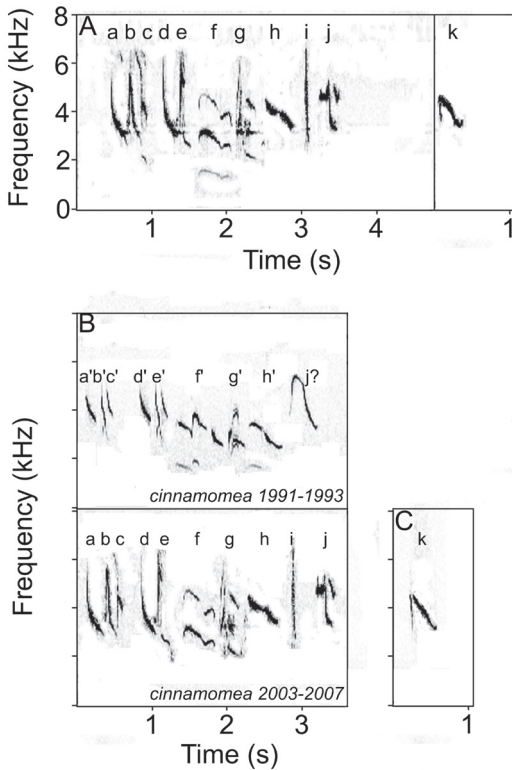 A
a b c d e f g h i j k
8
6
4
2
0
Frequency (kHz)
1 2 3 4 1
Time (s)
B
a' b' c' d' e' f' g' h' j?
cinnamomea 1991-1993
Frequency (kHz)
a b c d e f g h i j
cinnamomea 2003-2007
C
k
1 2 3 1
Time (s)